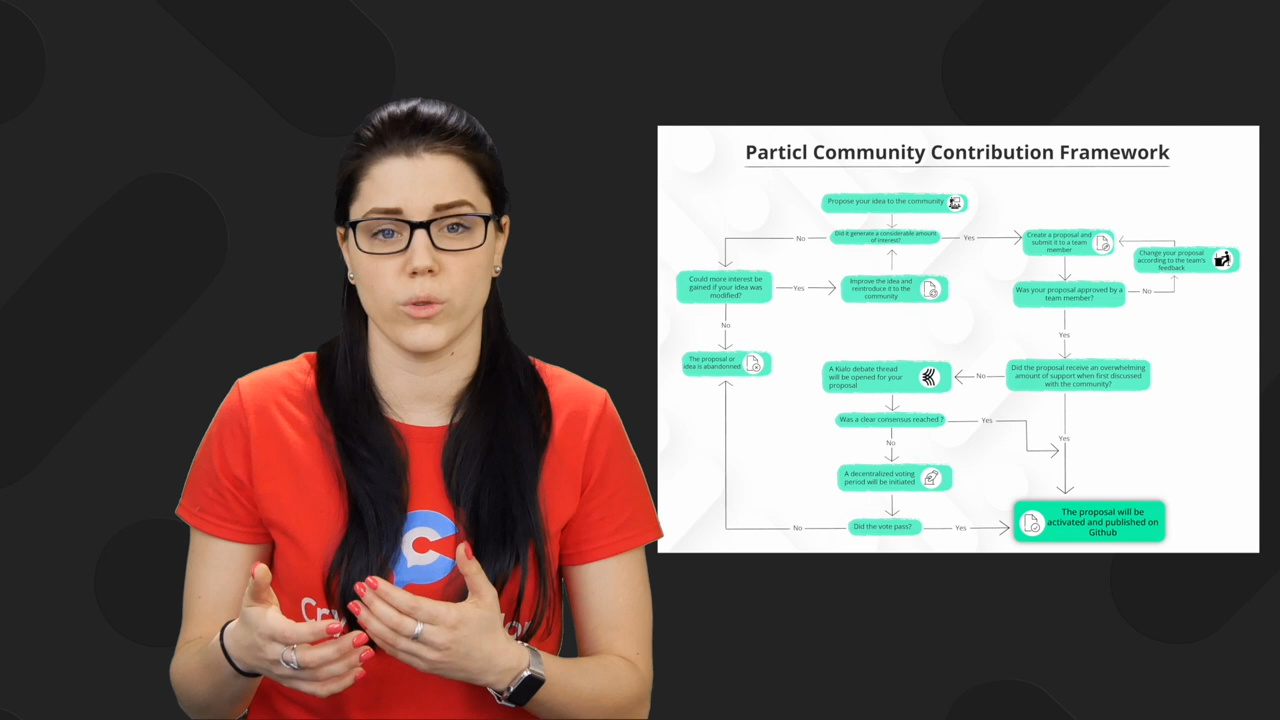 Particl Community Contribution Framework
Propose your idea to the community
Did it generate a considerable amount
of interest?
No
Yes
Create a proposal and
submit it to a team
member
Change your proposal
according to the team's
feedback
Could more interest be
gained if your idea was
modified?
Yes
Improve the idea and
reintroduce it to the
community
Was your proposal approved by a
team member?
No
No
Yes
The proposal or
idea is abandonned
A Kialo debate thread
will be opened for your
proposal
No
Did the proposal receive an overwhelming
amount of support when first discussed
with the community?
Was a clear consensus reached ?
Yes
No
Yes
A decentralized voting
period will be initiated
No
Did the vote pass?
Yes
The proposal will be
activated and published on
Github